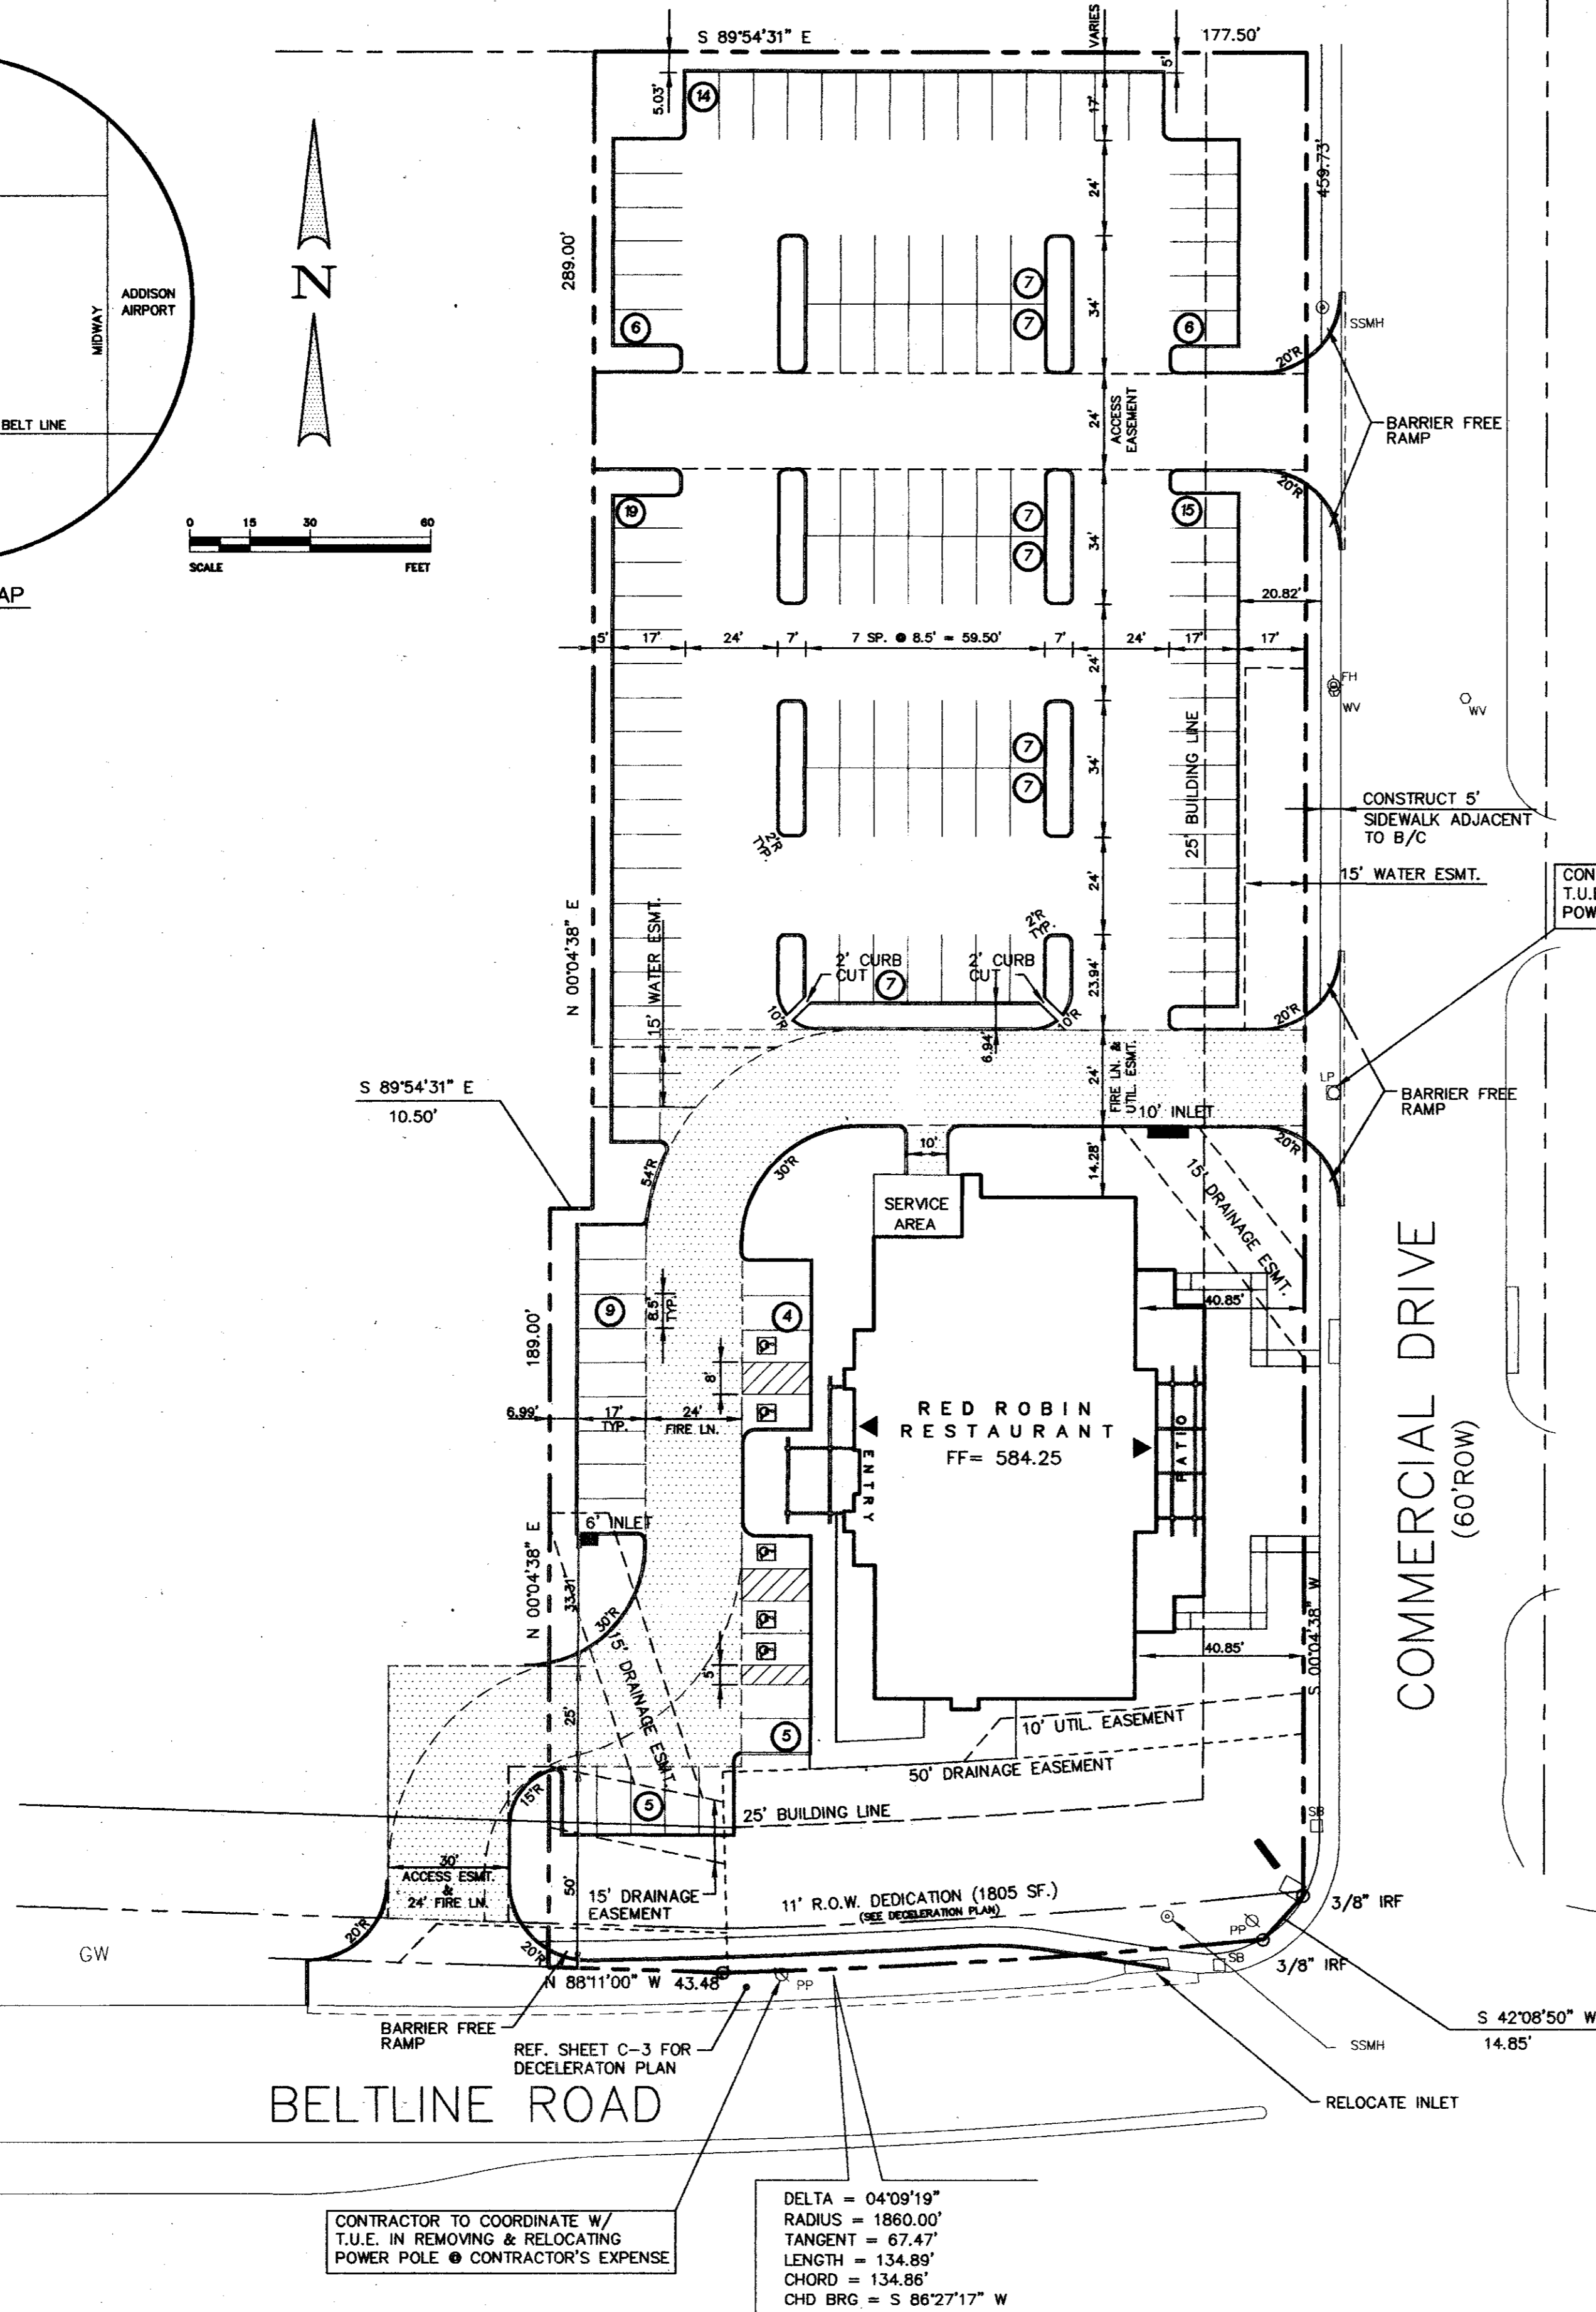 S 89°54'31" E
VARIES
177.50'
5.03'
14
17'
5'
459.73'
ADDISON
AIRPORT
MIDWAY
BELT LINE
N
289.00'
24'
34'
7
7
6
6
20'R
SSMH
24'
ACCESS
EASEMENT
BARRIER FREE
RAMP
0 15 30 60
SCALE FEET
AP
19
7
7
15
20'R
34'
20.82'
5' 17' 24' 7' 7 SP. @ 8.5' = 59.50' 7' 24' 17' 17'
24'
FH
WV
WV
7
7
34'
25' BUILDING LINE
CONSTRUCT 5'
SIDEWALK ADJACENT
TO B/C
2'R
TYP.
24'
15' WATER ESMT.
CON
T.U.E
POW
N 00°04'38" E
15' WATER ESMT.
2'R
TYP.
2' CURB
CUT
7
2' CURB
CUT
23.94'
10'R
10'R
6.94'
20'R
24'
FIRE LN. &
UTIL. ESMT.
LP
BARRIER FREE
RAMP
S 89°54'31" E
10.50'
10' INLET
10'
14.28'
20'R
54'R
30'R
15' DRAINAGE ESMT.
SERVICE
AREA
40.85'
9
8.5'
TYP.
4
189.00'
8'
6.99'
17'
TYP.
24'
FIRE LN.
RED ROBIN
RESTAURANT
FF= 584.25
ENTRY
PATIO
COMMERCIAL DRIVE
(60'ROW)
6' INLET
N 00°04'38" E
33.31'
30'R
15' DRAINAGE ESMT.
5'
40.85'
S 00°04'38" W
25'
5
10' UTIL. EASEMENT
50' DRAINAGE EASEMENT
15'R
5
25' BUILDING LINE
SB
30'
ACCESS ESMT.
&
24' FIRE LN.
50'
15' DRAINAGE
EASEMENT
11' R.O.W. DEDICATION (1805 SF.)
(SEE DECELERATION PLAN)
3/8" IRF
20'R
20'R
GW
PP
SB
3/8" IRF
N 88°11'00" W 43.48'
PP
BARRIER FREE
RAMP
REF. SHEET C-3 FOR
DECELERATON PLAN
S 42°08'50" W
14.85'
SSMH
BELTLINE ROAD
RELOCATE INLET
CONTRACTOR TO COORDINATE W/
T.U.E. IN REMOVING & RELOCATING
POWER POLE @ CONTRACTOR'S EXPENSE
DELTA = 04°09'19"
RADIUS = 1860.00'
TANGENT = 67.47'
LENGTH = 134.89'
CHORD = 134.86'
CHD BRG = S 86°27'17" W